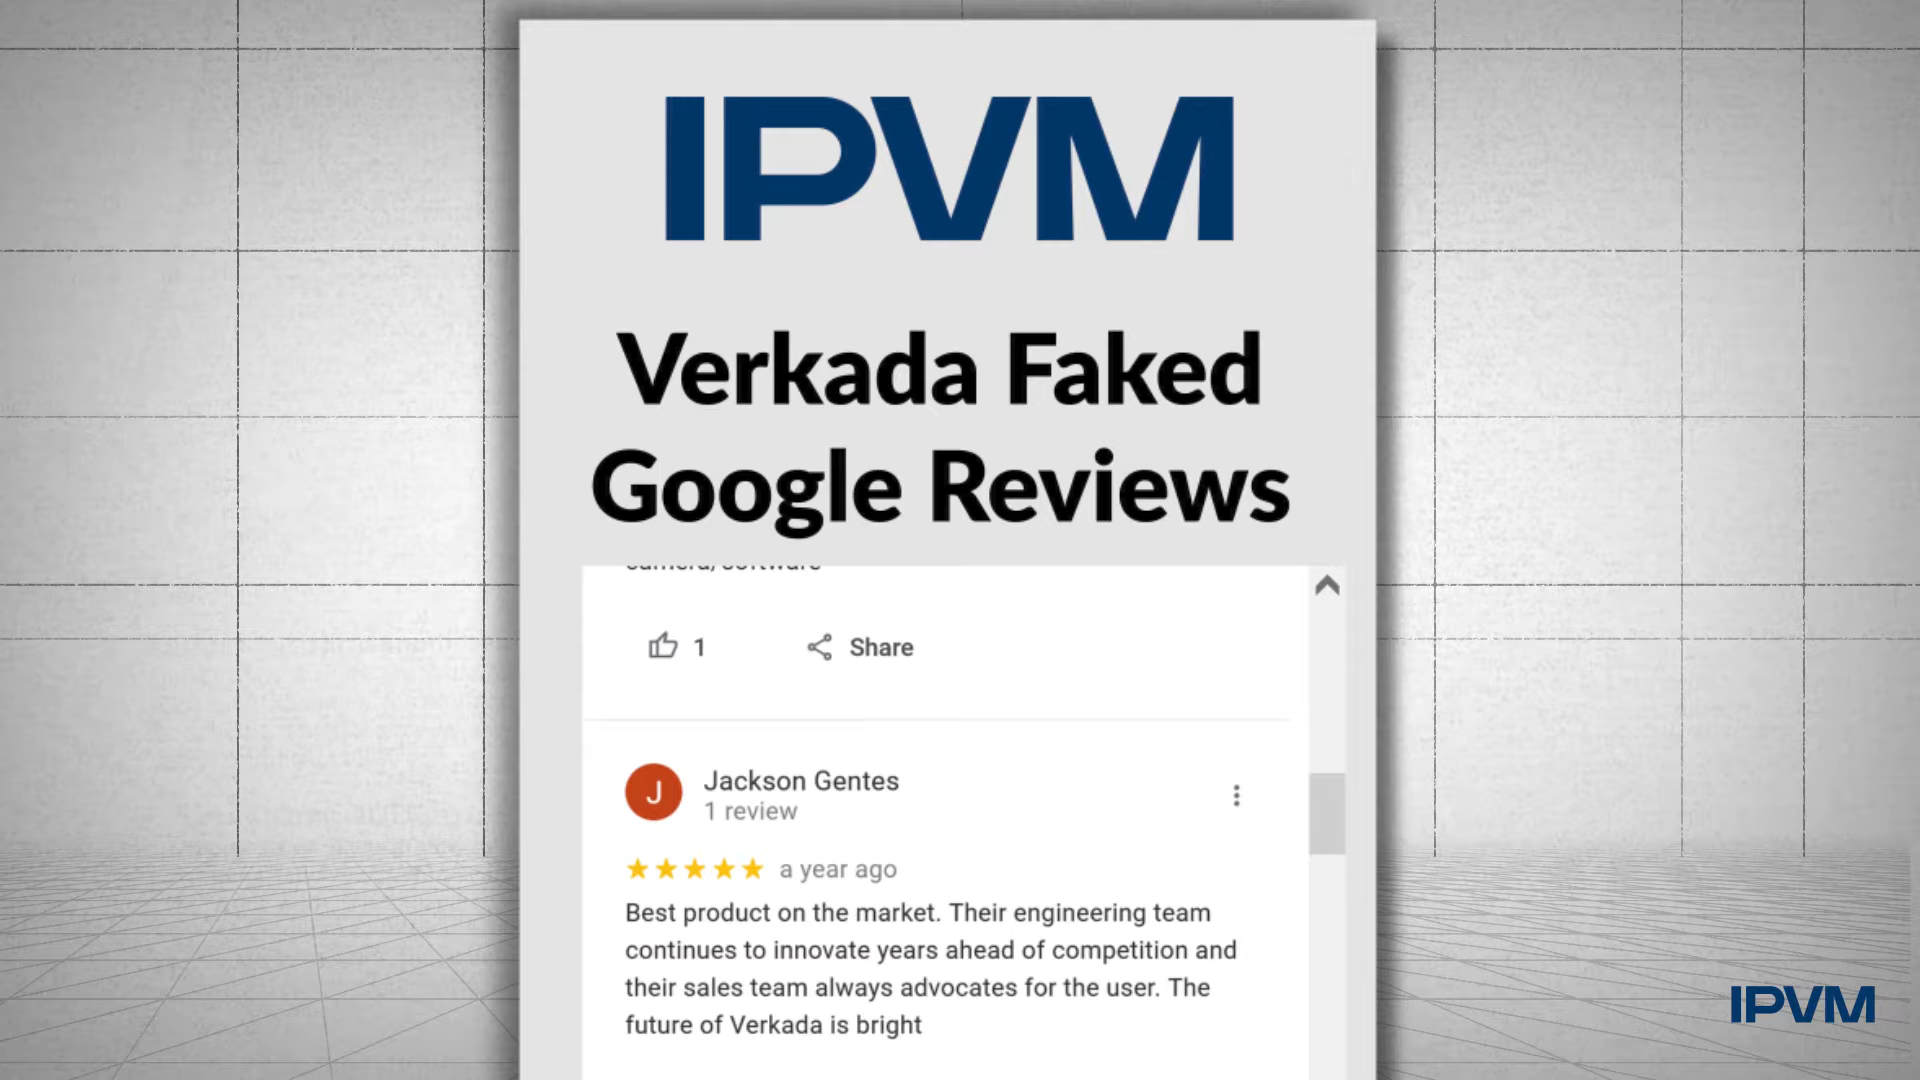 IPVM
Verkada Faked
Google Reviews
camera/software
1
Share
J
Jackson Gentes
1 review
a year ago
Best product on the market. Their engineering team
continues to innovate years ahead of competition and
their sales team always advocates for the user. The
future of Verkada is bright
IPVM